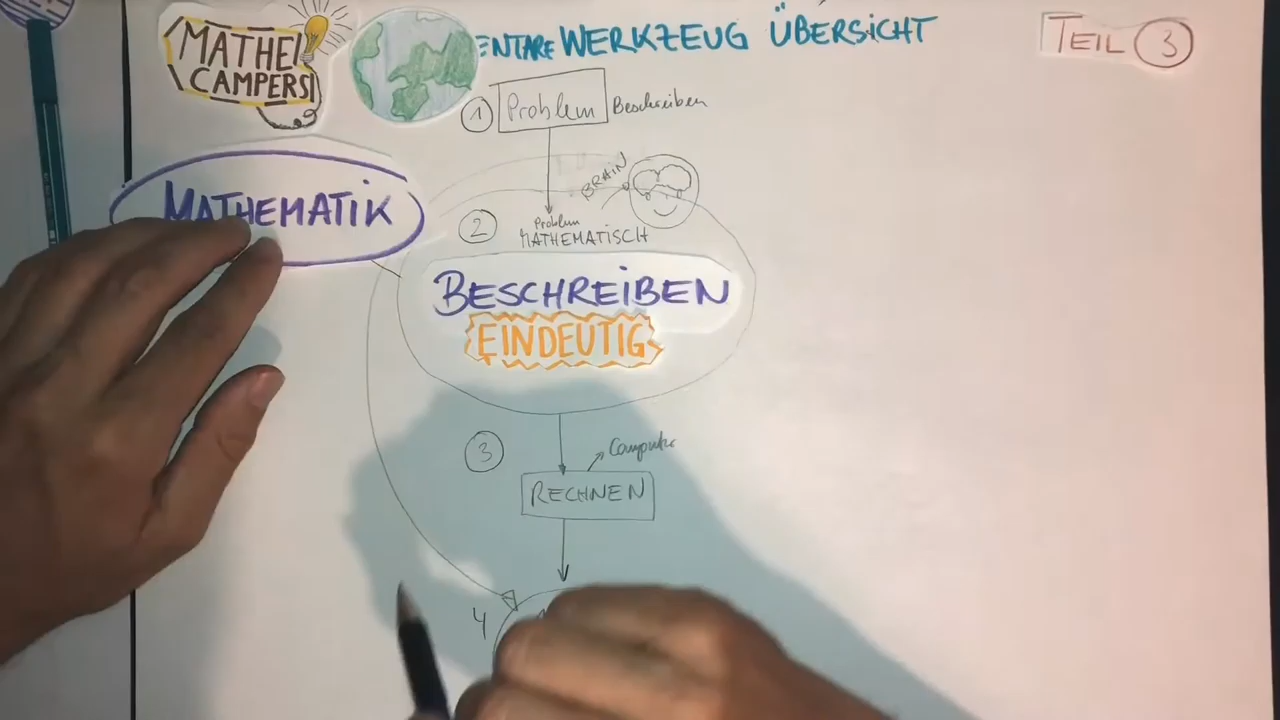 MATHE
CAMPERS
ENTARE WERKZEUG ÜBERSICHT
TEIL 3
1 Problem Beschreiben
MATHEMATIK
BRAIN
2 Problem
MATHEMATISCH
BESCHREIBEN
EINDEUTIG
3 Computer
RECHNEN
4